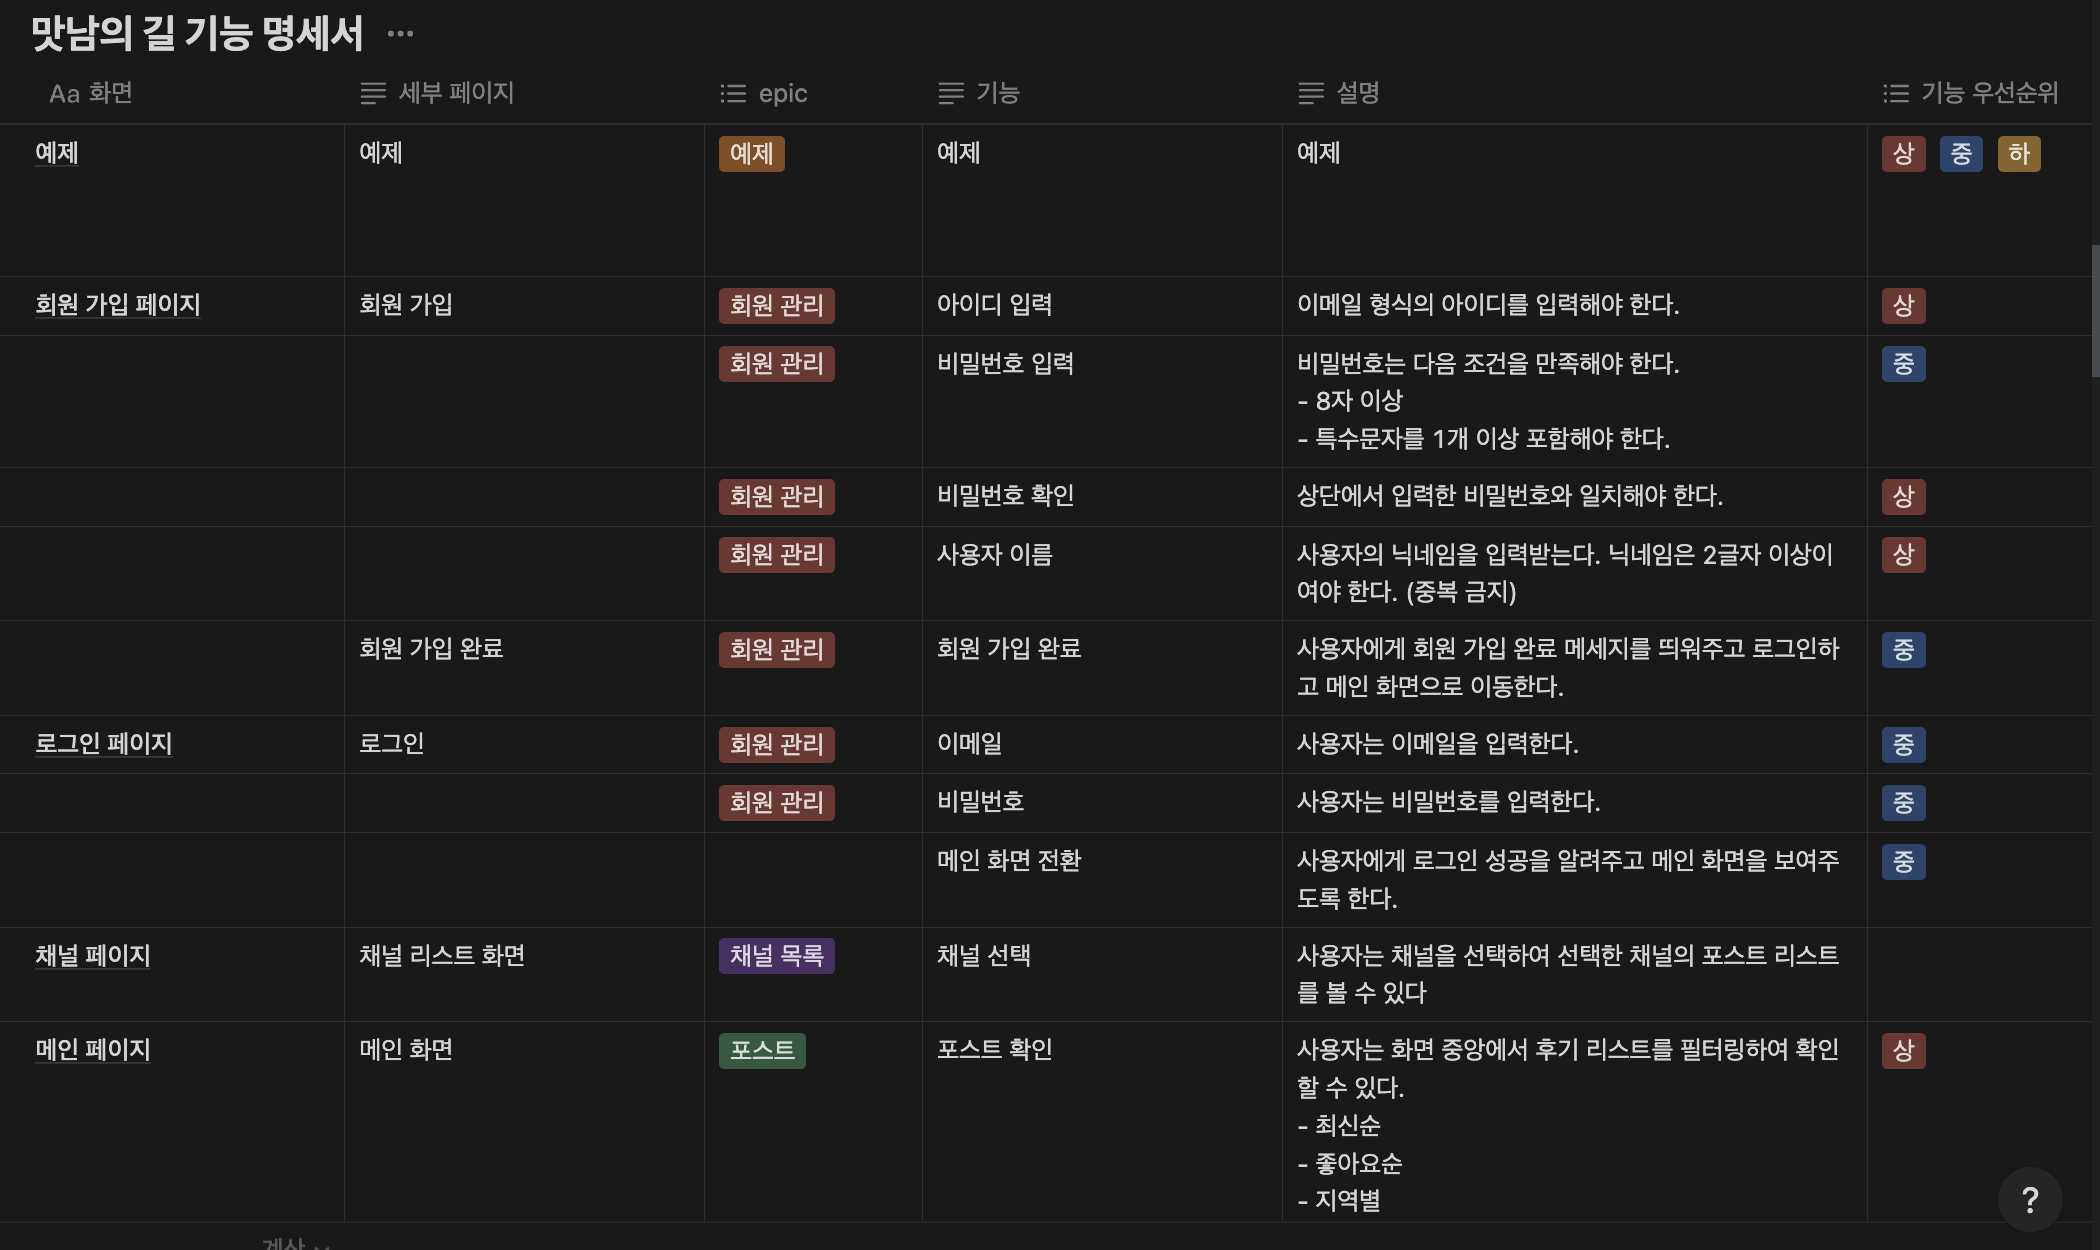 맛남의 길 기능 명세서 ···
Aa 화면 세부 페이지 epic 기능 설명 기능 우선순위
예제 예제 예제 예제 예제 상 중 하
회원 가입 페이지 회원 가입 회원 관리 아이디 입력 이메일 형식의 아이디를 입력해야 한다. 상
회원 관리 비밀번호 입력 비밀번호는 다음 조건을 만족해야 한다. 중
- 8자 이상
- 특수문자를 1개 이상 포함해야 한다.
회원 관리 비밀번호 확인 상단에서 입력한 비밀번호와 일치해야 한다. 상
회원 관리 사용자 이름 사용자의 닉네임을 입력받는다. 닉네임은 2글자 이상이 상
여야 한다. (중복 금지)
회원 가입 완료 회원 관리 회원 가입 완료 사용자에게 회원 가입 완료 메세지를 띄워주고 로그인하 중
고 메인 화면으로 이동한다.
로그인 페이지 로그인 회원 관리 이메일 사용자는 이메일을 입력한다. 중
회원 관리 비밀번호 사용자는 비밀번호를 입력한다. 중
메인 화면 전환 사용자에게 로그인 성공을 알려주고 메인 화면을 보여주 중
도록 한다.
채널 페이지 채널 리스트 화면 채널 목록 채널 선택 사용자는 채널을 선택하여 선택한 채널의 포스트 리스트
를 볼 수 있다
메인 페이지 메인 화면 포스트 포스트 확인 사용자는 화면 중앙에서 후기 리스트를 필터링하여 확인 상
할 수 있다.
- 최신순
- 좋아요순
- 지역별
?
계산